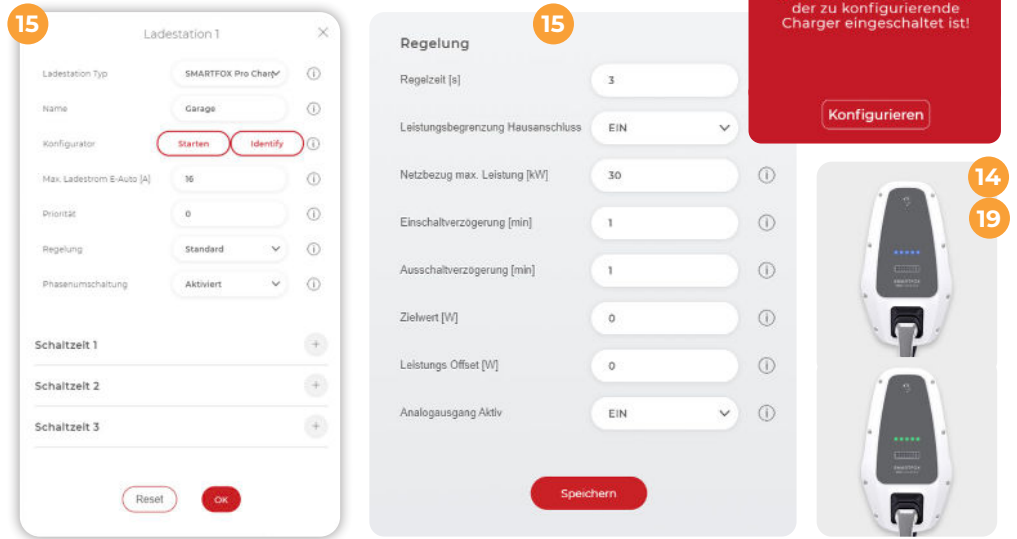 15
Ladestation 1
Ladestation Typ
SMARTFOX Pro Charg
Name
Garage
Konfigurator
Starten
Identify
Max. Ladestrom E-Auto [A]
16
Priorität
0
Regelung
Standard
Phasenumschaltung
Aktiviert
Schaltzeit 1
Schaltzeit 2
Schaltzeit 3
Reset
OK
15
Regelung
Regelzeit [s]
3
Leistungsbegrenzung Hausanschluss
EIN
Netzbezug max. Leistung [kW]
30
Einschaltverzögerung [min]
1
Ausschaltverzögerung [min]
1
Zielwert [W]
0
Leistungs Offset [W]
0
Analogausgang Aktiv
EIN
Speichern
der zu konfigurierende
Charger eingeschaltet ist!
Konfigurieren
14
19
SMARTFOX
SMARTFOX